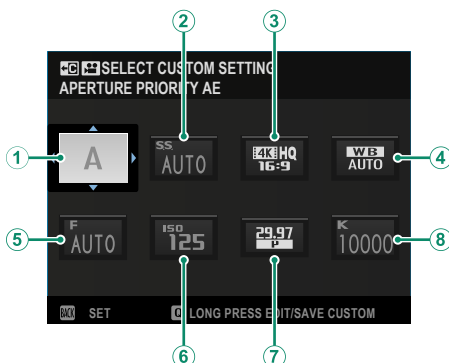 2 3
C SELECT CUSTOM SETTING
APERTURE PRIORITY AE
1 A S.S. AUTO 4K HQ 16:9 WB AUTO 4
5 F AUTO ISO 125 29.97 P K 10000 8
BACK SET Q LONG PRESS EDIT/SAVE CUSTOM
6 7